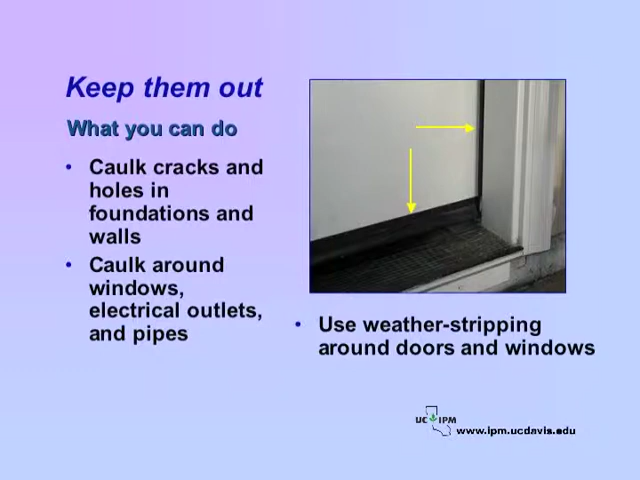 Keep them out
What you can do
• Caulk cracks and
holes in
foundations and
walls
• Caulk around
windows,
electrical outlets,
and pipes
• Use weather-stripping
around doors and windows
UC IPM
www.ipm.ucdavis.edu